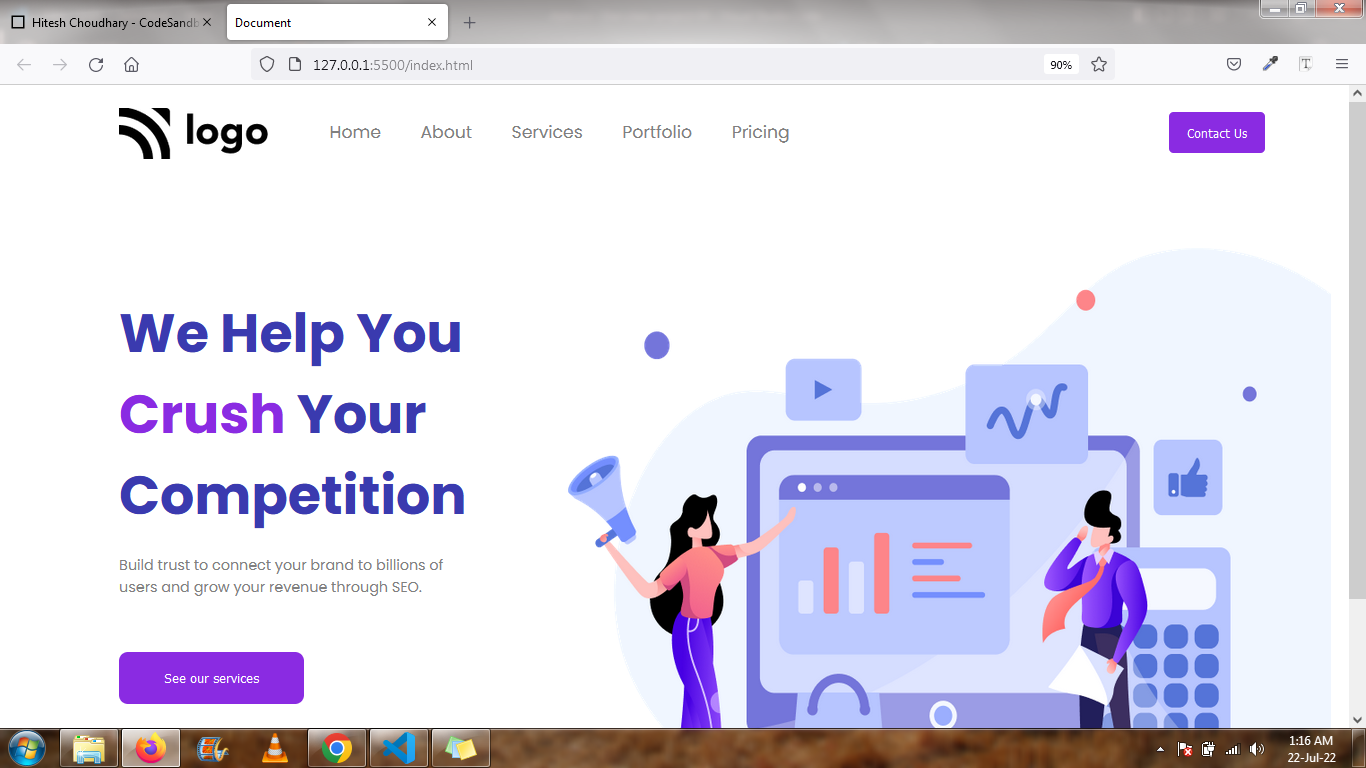 Hitesh Choudhary - CodeSandb
Document
127.0.0.1:5500/index.html
90%
logo
Home
About
Services
Portfolio
Pricing
Contact Us
We Help You
Crush Your
Competition
Build trust to connect your brand to billions of
users and grow your revenue through SEO.
See our services
1:16 AM
22-Jul-22